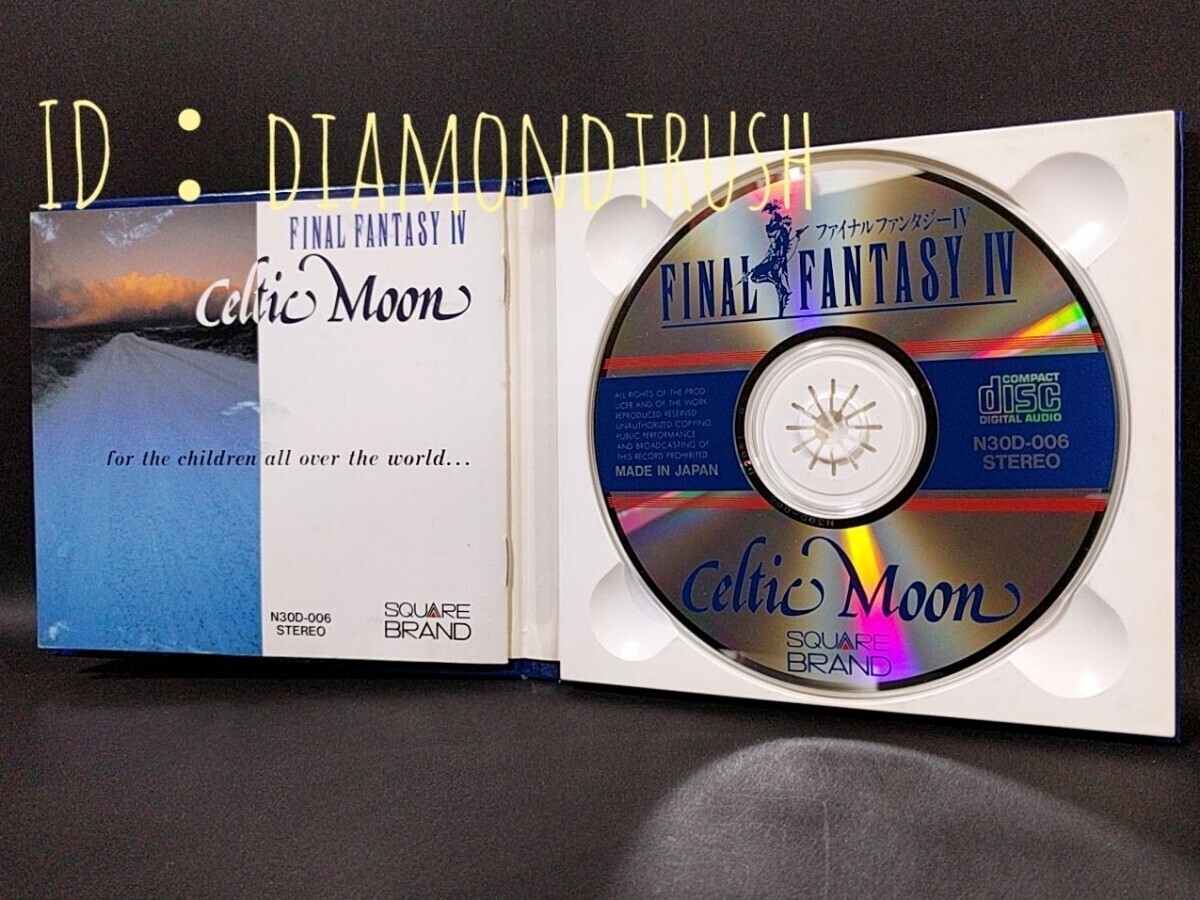 ID : DIAMONDTRUSH
FINAL FANTASY IV
Celtic Moon
for the children all over the world...
N30D-006
STEREO
SQUARE
BRAND
ファイナルファンタジーIV
FINAL FANTASY IV
ALL RIGHTS OF THE PROD
UCER AND OF THE WORK
REPRODUCED RESERVED
UNAUTHORIZED COPYING
PUBLIC PERFORMANCE
AND BROADCASTING OF
THIS RECORD PROHIBITED
MADE IN JAPAN
COMPACT
disc
DIGITAL AUDIO
N30D-006
STEREO
Celtic Moon
SQUARE
BRAND